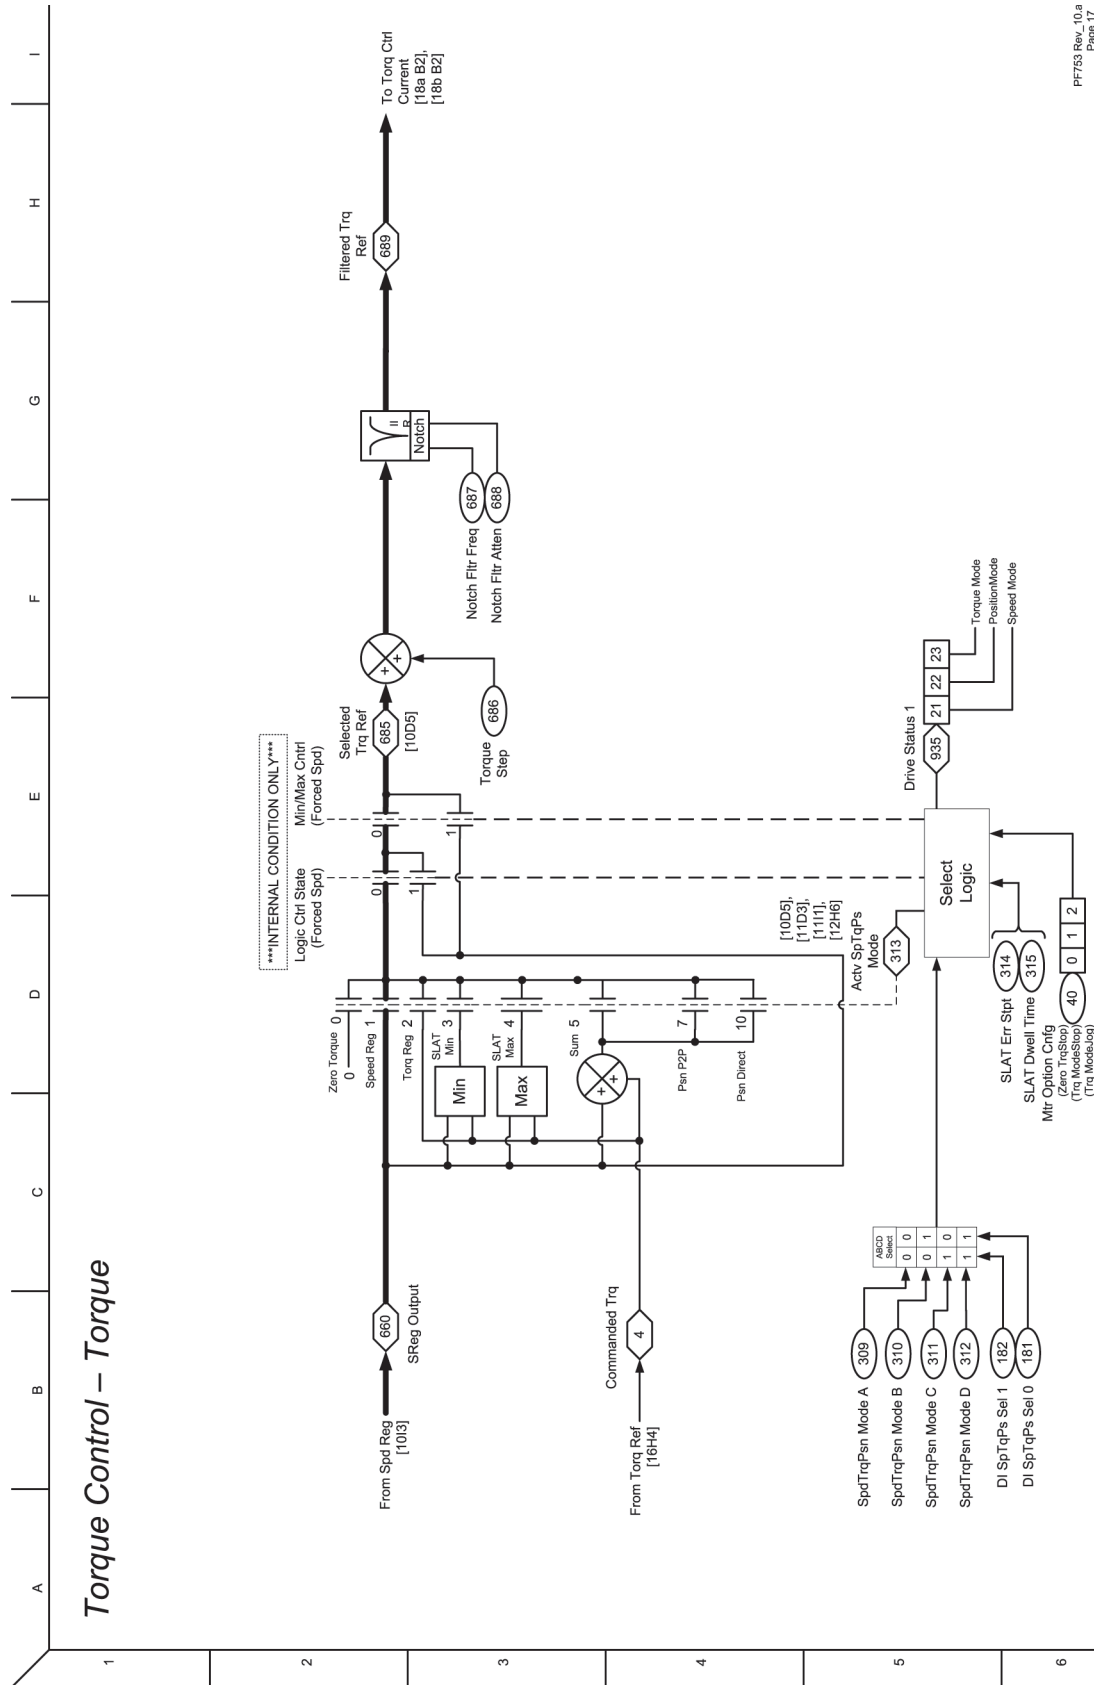 Torque Control – Torque
A
B
C
D
E
F
G
H
I
1
2
3
4
5
6
***INTERNAL CONDITION ONLY***
Logic Ctrl State
(Forced Spd)
Min/Max Cntrl
(Forced Spd)
From Spd Reg
[10I3]
660
SReg Output
Zero Torque 0
0
Speed Reg 1
Torq Reg 2
SLAT
Min 3
Min
SLAT
Max 4
Max
Sum 5
+
+
Psn P2P 7
Psn Direct 10
0
1
0
1
Selected
Trq Ref
685
[10D5]
+
+
686
Torque
Step
II
R
Notch
687
Notch Fltr Freq
688
Notch Fltr Atten
Filtered Trq
Ref
689
To Torq Ctrl
Current
[18a B2],
[18b B2]
From Torq Ref
[16H4]
Commanded Trq
4
SpdTrqPsn Mode A
309
SpdTrqPsn Mode B
310
SpdTrqPsn Mode C
311
SpdTrqPsn Mode D
312
DI SpTqPs Sel 1
182
DI SpTqPs Sel 0
181
ABCD
Select
0 0
0 1
1 0
1 1
[10D5],
[11D3],
[11I1],
[12H6]
Actv SpTqPs
Mode
313
Select
Logic
Drive Status 1
935
21 22 23
Torque Mode
PositionMode
Speed Mode
SLAT Err Stpt
314
SLAT Dwell Time
315
Mtr Option Cnfg
40
0 1 2
(Zero TrqStop)
(Trq ModeStop)
(Trq ModeJog)
PF753 Rev_10.a
Page 17